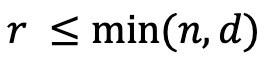 r ≤ min(n, d)